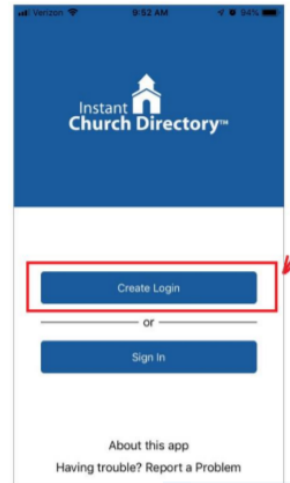 Verizon 9:52 AM 94%
Instant
Church Directory™
Create Login
or
Sign In
About this app
Having trouble? Report a Problem